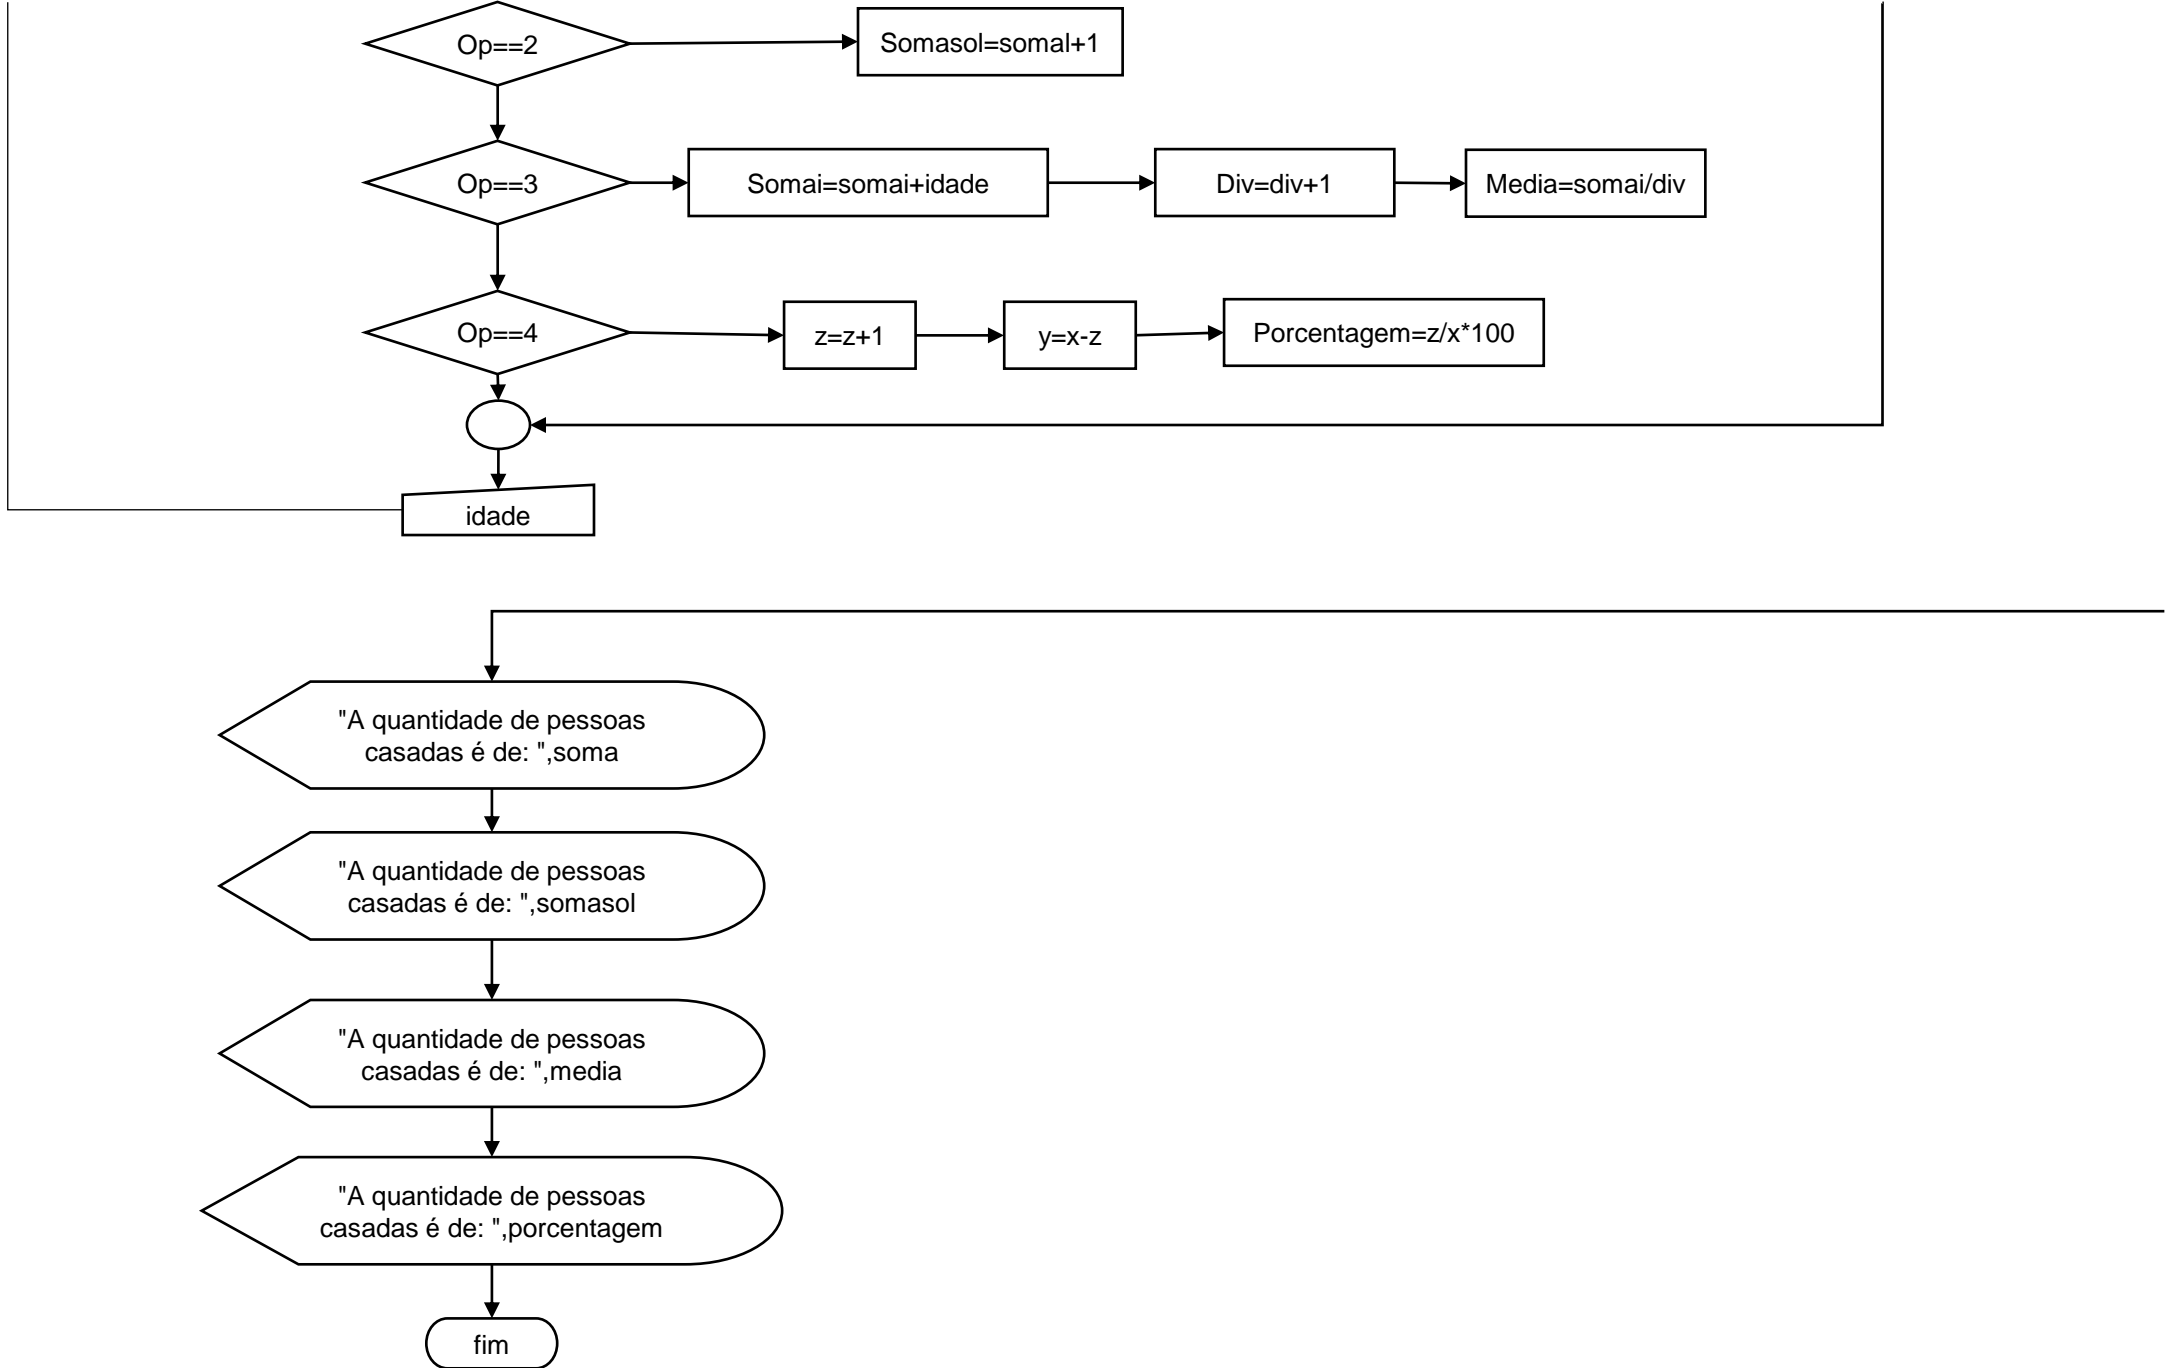 Op==2
Somasol=somal+1
Op==3
Somai=somai+idade
Div=div+1
Media=somai/div
Op==4
z=z+1
y=x-z
Porcentagem=z/x*100
idade
"A quantidade de pessoas
casadas é de: ",soma
"A quantidade de pessoas
casadas é de: ",somasol
"A quantidade de pessoas
casadas é de: ",media
"A quantidade de pessoas
casadas é de: ",porcentagem
fim